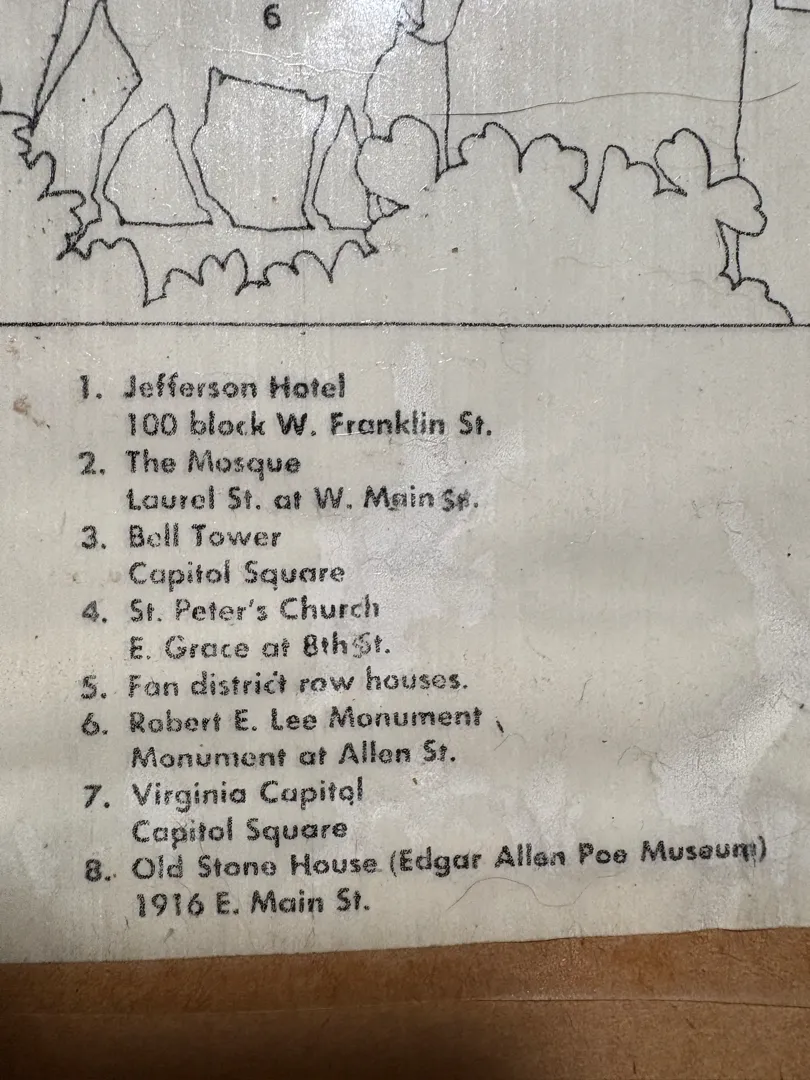 6
1. Jefferson Hotel
100 block W. Franklin St.
2. The Mosque
Laurel St. at W. Main St.
3. Bell Tower
Capitol Square
4. St. Peter's Church
E. Grace at 8th St.
5. Fan district row houses.
6. Robert E. Lee Monument
Monument at Allen St.
7. Virginia Capitol
Capitol Square
8. Old Stone House (Edgar Allen Poe Museum)
1916 E. Main St.